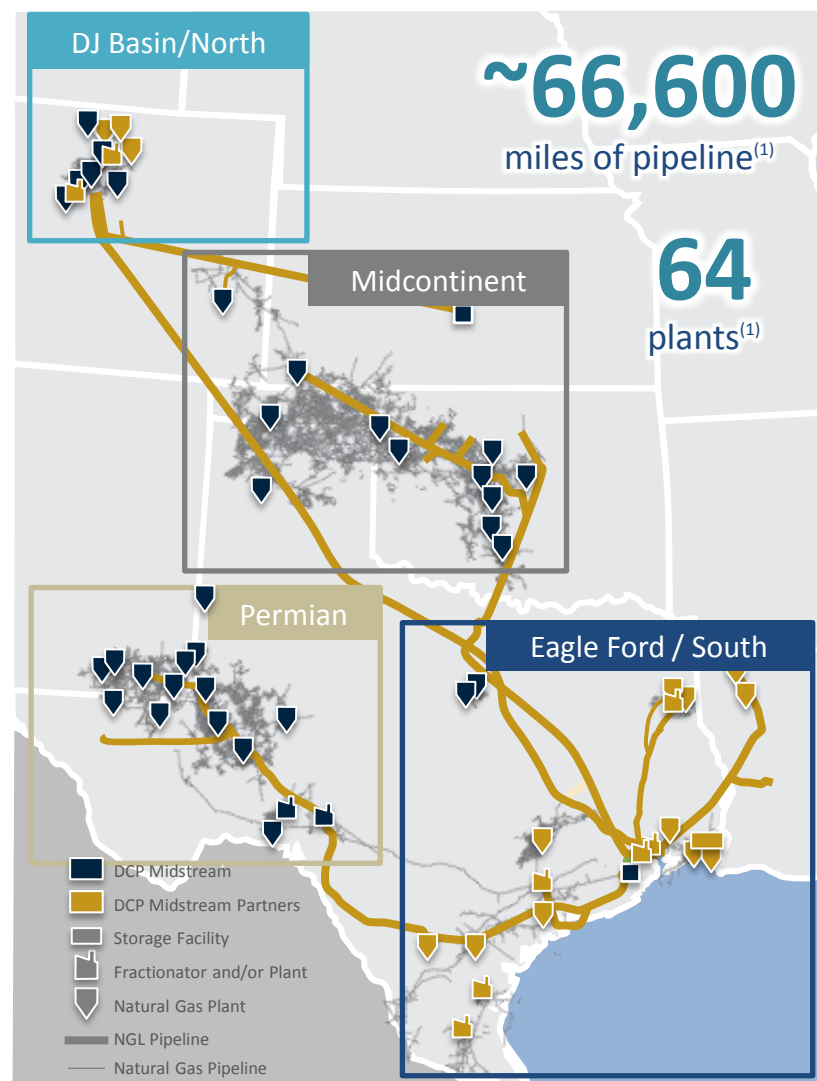 DJ Basin/North
~66,600
miles of pipeline(1)
64
plants(1)
Midcontinent
Permian
Eagle Ford / South
DCP Midstream
DCP Midstream Partners
Storage Facility
Fractionator and/or Plant
Natural Gas Plant
NGL Pipeline
Natural Gas Pipeline